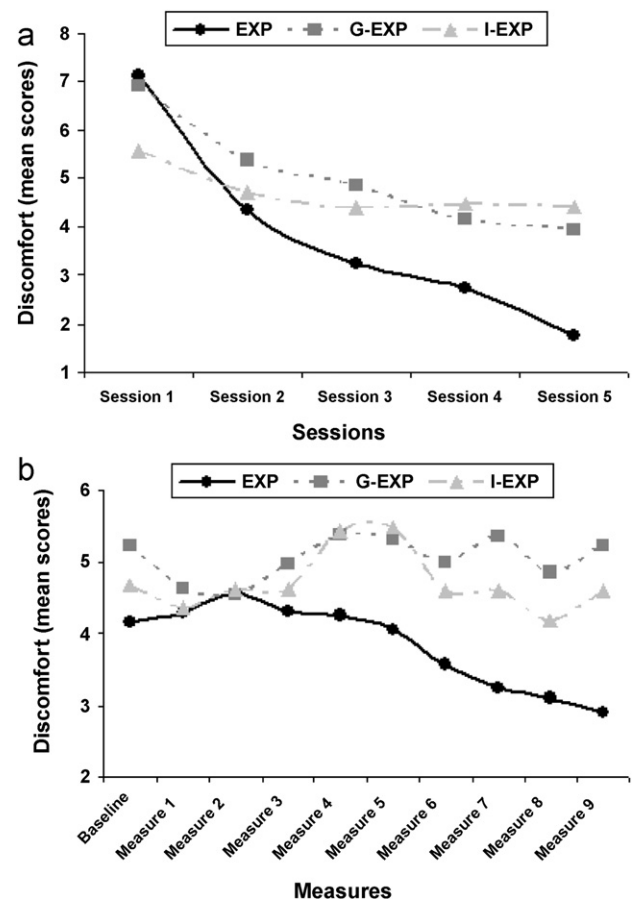 a
EXP G-EXP I-EXP
8
7
6
5
4
3
2
1
Discomfort (mean scores)
Session 1 Session 2 Session 3 Session 4 Session 5
Sessions
b
EXP G-EXP I-EXP
6
5
4
3
2
Discomfort (mean scores)
Baseline Measure 1 Measure 2 Measure 3 Measure 4 Measure 5 Measure 6 Measure 7 Measure 8 Measure 9
Measures